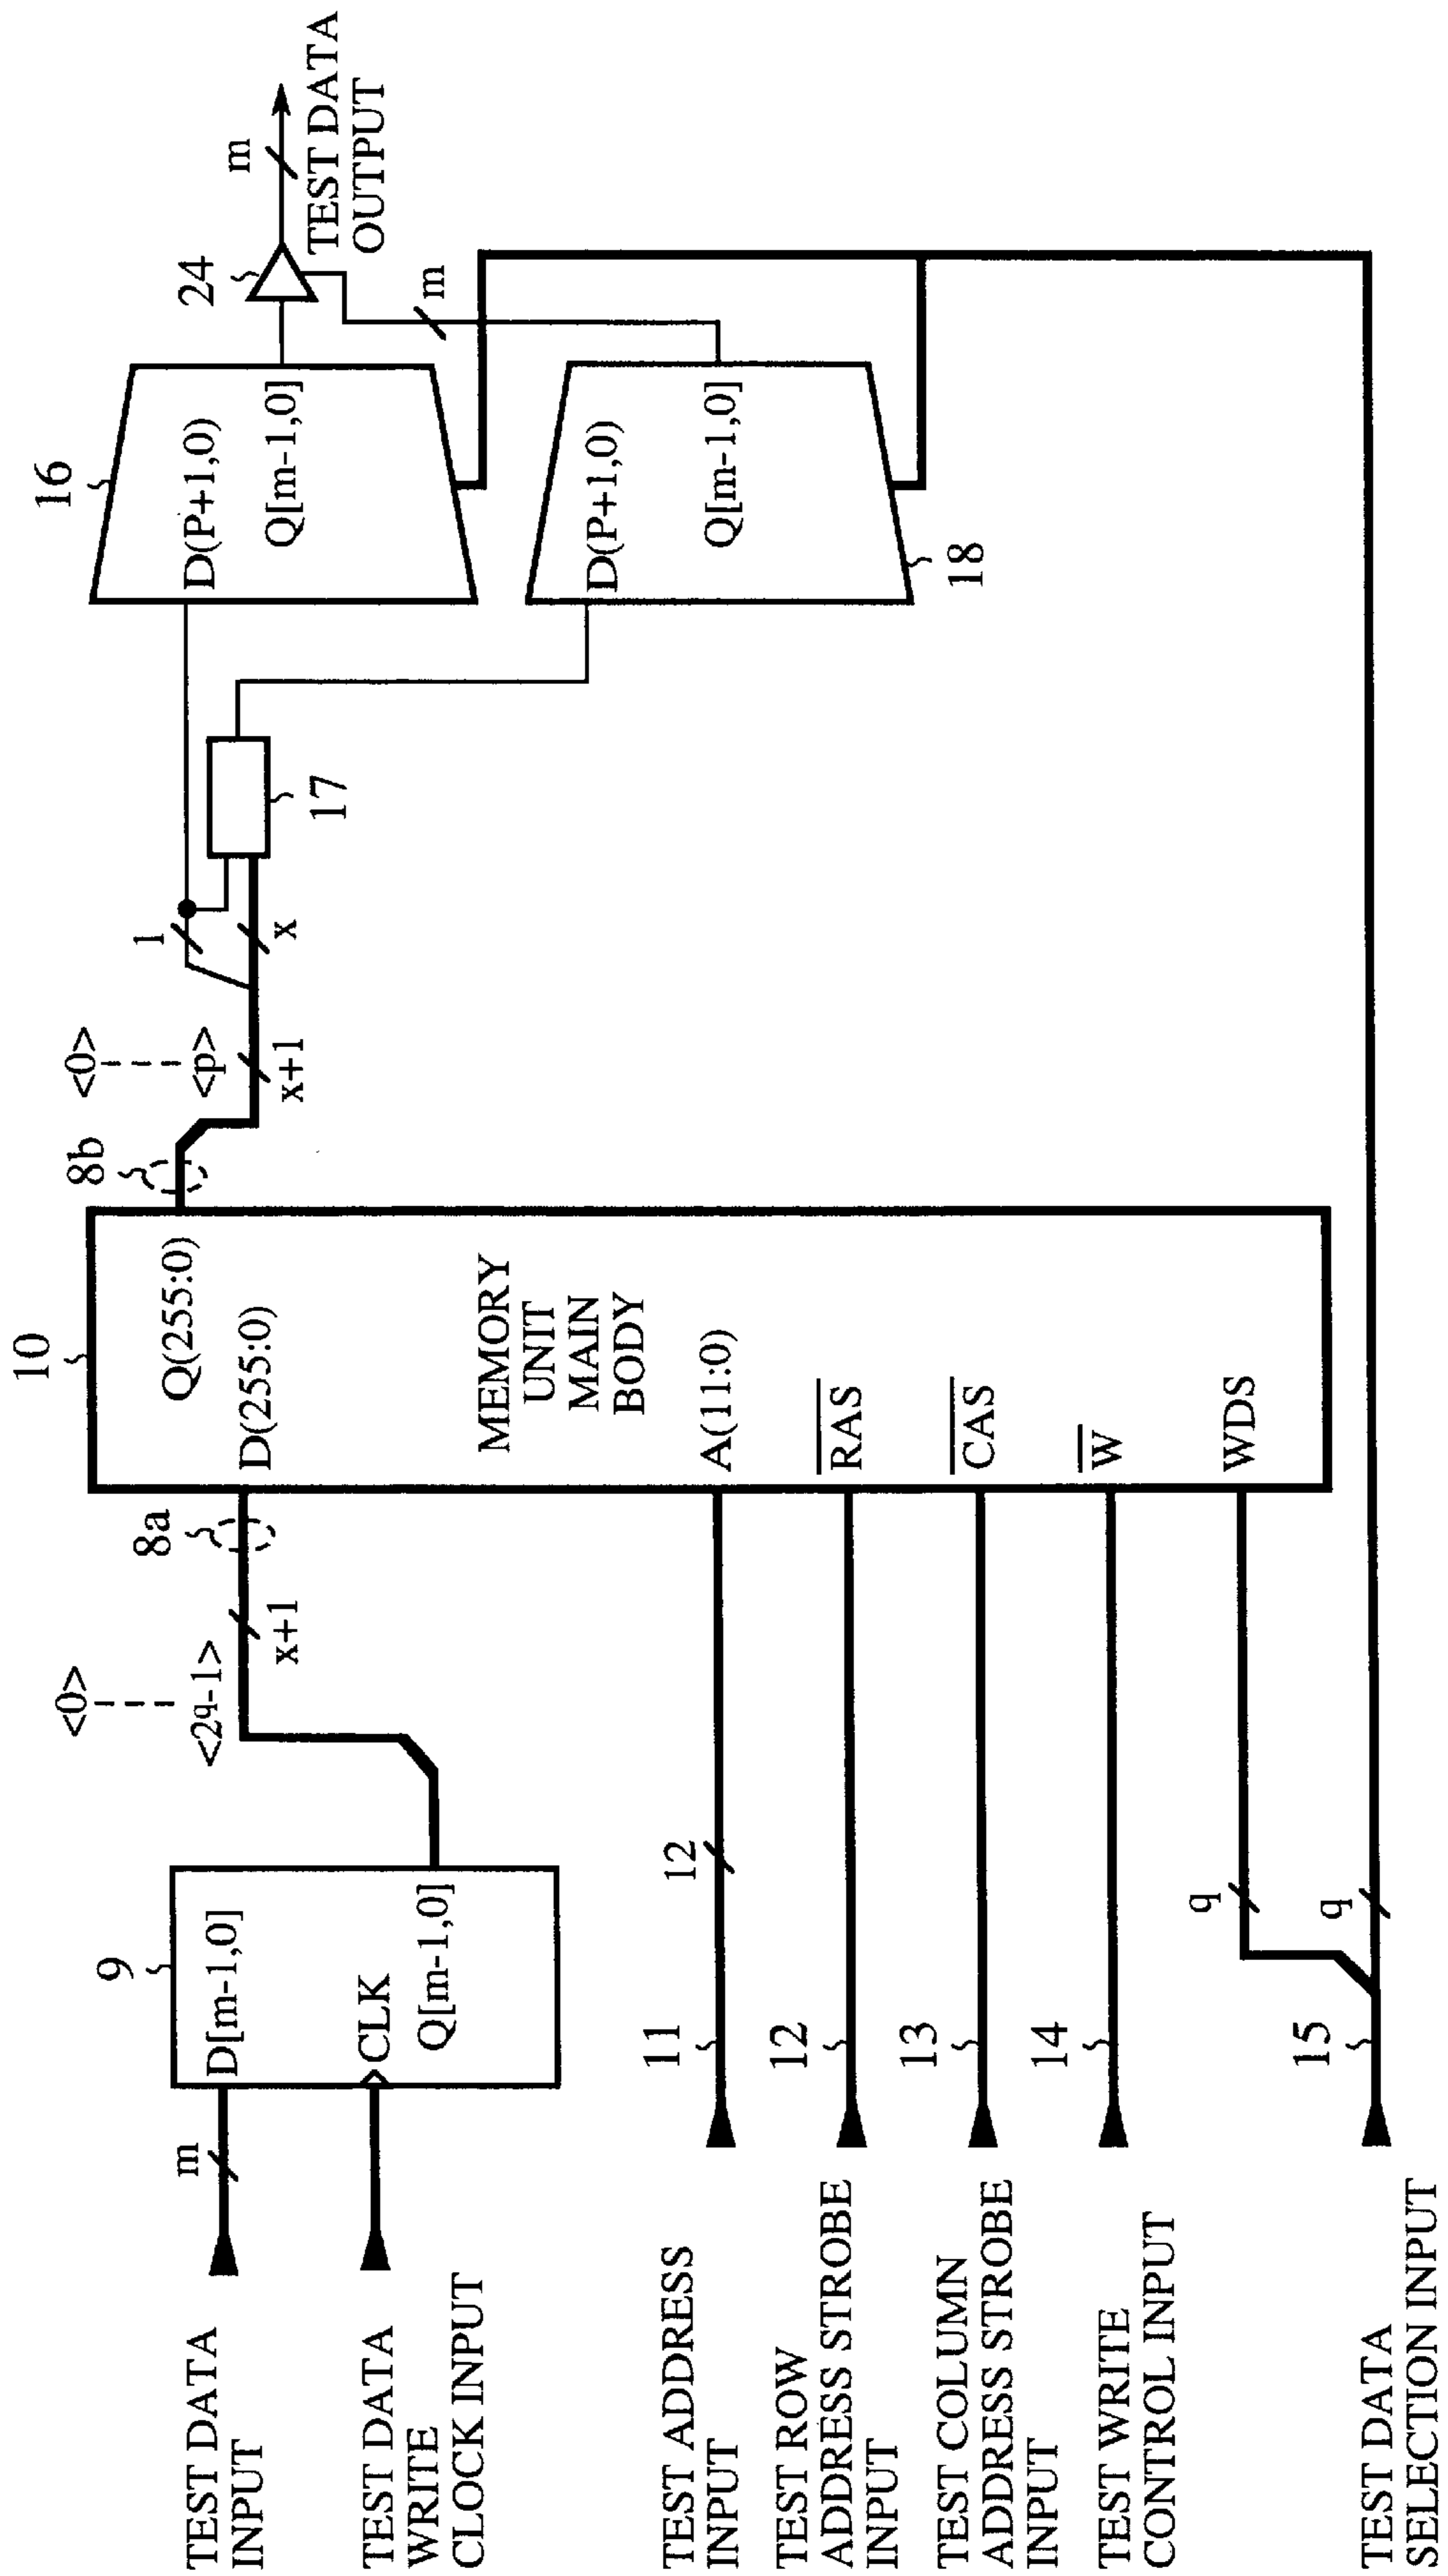 TEST DATA
INPUT
TEST DATA
WRITE
CLOCK INPUT
TEST ADDRESS
INPUT
TEST ROW
ADDRESS STROBE
INPUT
TEST COLUMN
ADDRESS STROBE
INPUT
TEST WRITE
CONTROL INPUT
TEST DATA
SELECTION INPUT
m
9
D[m-1,0]
CLK
Q[m-1,0]
11
12
12
13
14
15
q
q
<0>
<2q-1>
x+1
8a
10
Q(255:0)
D(255:0)
MEMORY
UNIT
MAIN
BODY
A(11:0)
RAS
CAS
W
WDS
8b
<0>
<p>
x+1
1
x
17
16
D(P+1,0)
Q[m-1,0]
D(P+1,0)
Q[m-1,0]
18
24
m
m
TEST DATA
OUTPUT